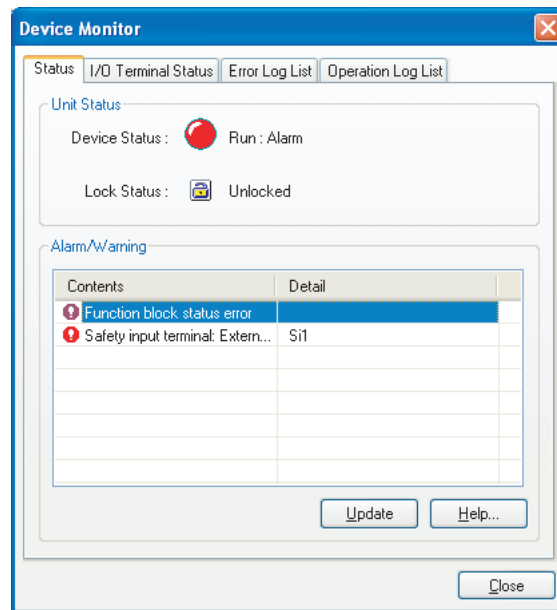 Device Monitor
Status I/O Terminal Status Error Log List Operation Log List
Unit Status
Device Status : Run : Alarm
Lock Status : Unlocked
Alarm/Warning
Contents Detail
Function block status error
Safety input terminal: Extern... Si1
Update Help...
Close